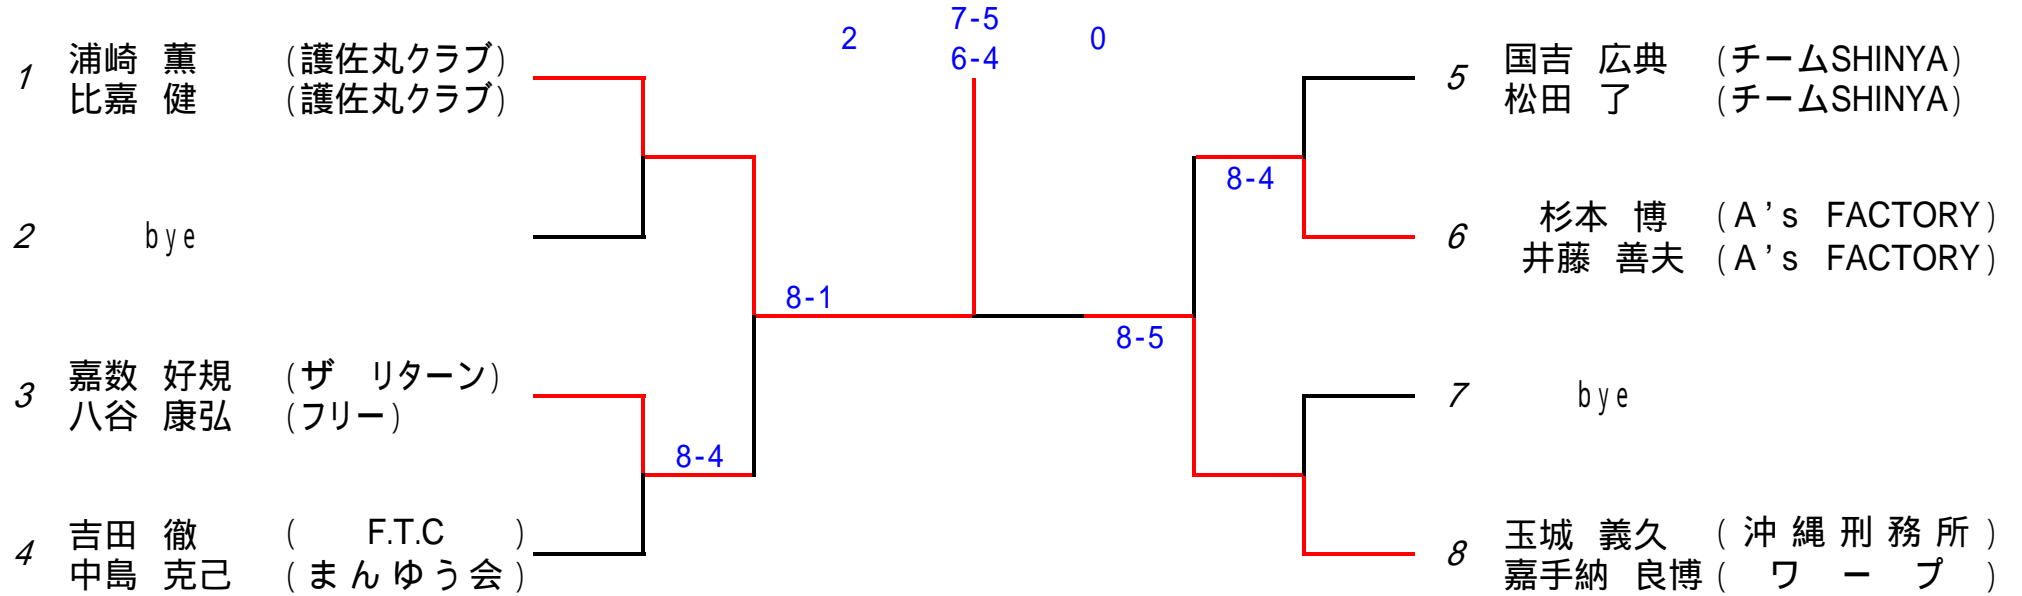 1 浦崎 薫 (護佐丸クラブ)
比嘉 健 (護佐丸クラブ)
2 bye
3 嘉数 好規 (ザ リターン)
八谷 康弘 (フリー)
4 吉田 徹 ( F.T.C )
中島 克己 (まんゆう会)
8-4
8-1
2 7-5 0
6-4
8-4
8-5
5 国吉 広典 (チームSHINYA)
松田 了 (チームSHINYA)
6 杉本 博 (A's FACTORY)
井藤 善夫 (A's FACTORY)
7 bye
8 玉城 義久 (沖縄刑務所)
嘉手納 良博 ( ワープ )